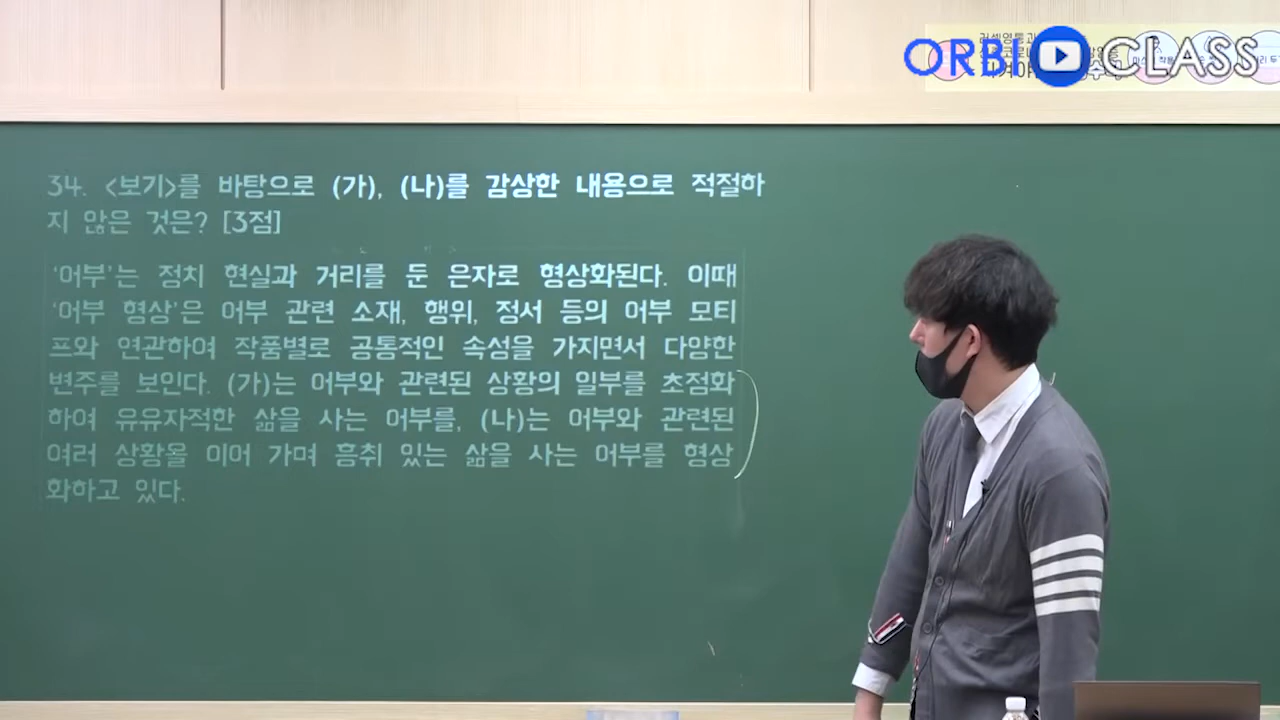 ORBI CLASS
34. <보기>를 바탕으로 (가), (나)를 감상한 내용으로 적절하
지 않은 것은? [3점]
‘어부’는 정치 현실과 거리를 둔 은자로 형상화된다. 이때
‘어부 형상’은 어부 관련 소재, 행위, 정서 등의 어부 모티
프와 연관하여 작품별로 공통적인 속성을 가지면서 다양한
변주를 보인다. (가)는 어부와 관련된 상황의 일부를 초점화
하여 유유자적한 삶을 사는 어부를, (나)는 어부와 관련된
여러 상황을 이어 가며 흥취 있는 삶을 사는 어부를 형상
화하고 있다.